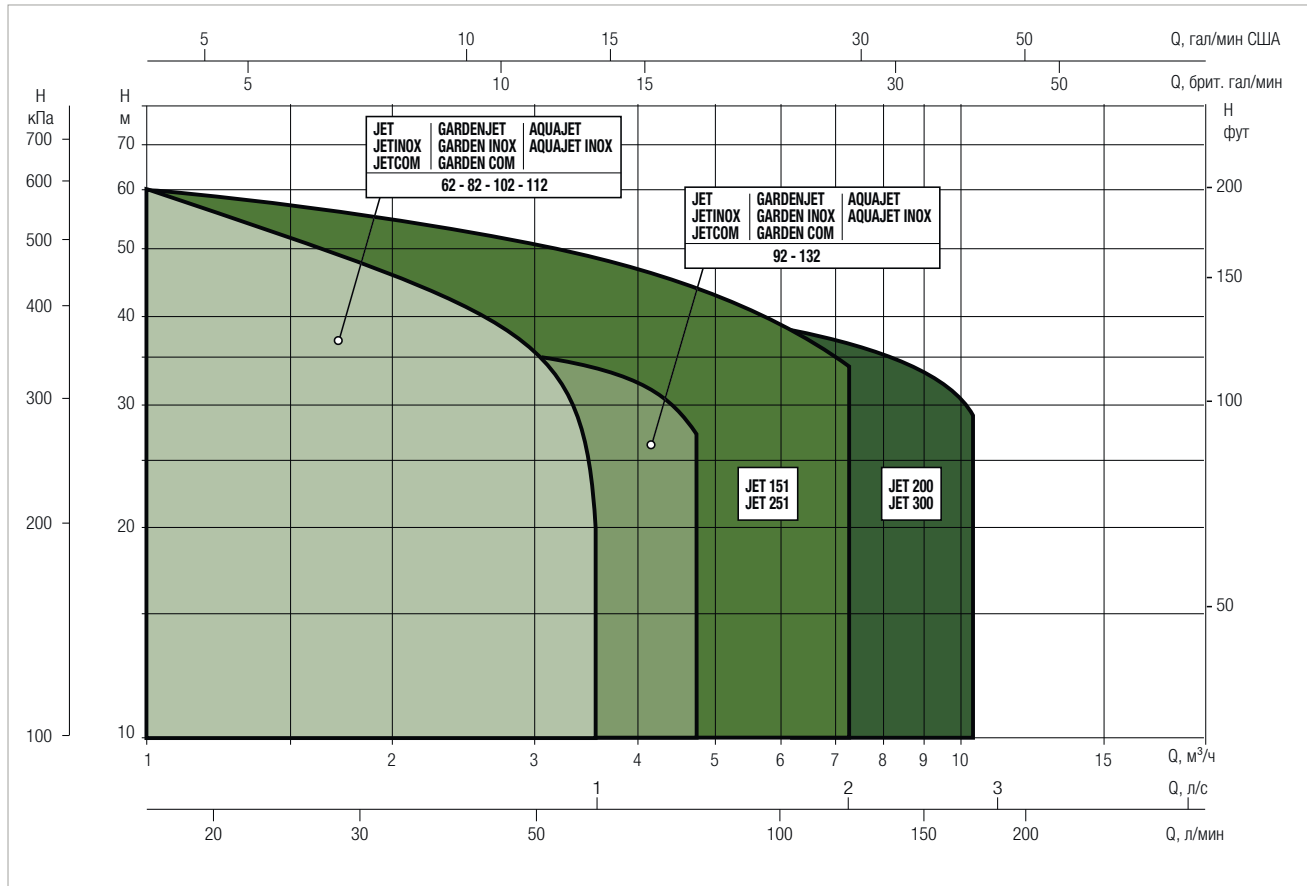 5 10 15 30 50 Q, гал/мин США
5 10 15 30 50 Q, брит. гал/мин
H
кПа
H
м
H
фут
700
600
500
400
300
200
100
70
60
50
40
30
20
10
200
150
100
50
JET GARDENJET AQUAJET
JETINOX GARDEN INOX AQUAJET INOX
JETCOM GARDEN COM
62 - 82 - 102 - 112
JET GARDENJET AQUAJET
JETINOX GARDEN INOX AQUAJET INOX
JETCOM GARDEN COM
92 - 132
JET 151
JET 251
JET 200
JET 300
1 2 3 4 5 6 7 8 9 10 15 Q, м³/ч
1 2 3 Q, л/с
20 30 50 100 150 200 Q, л/мин